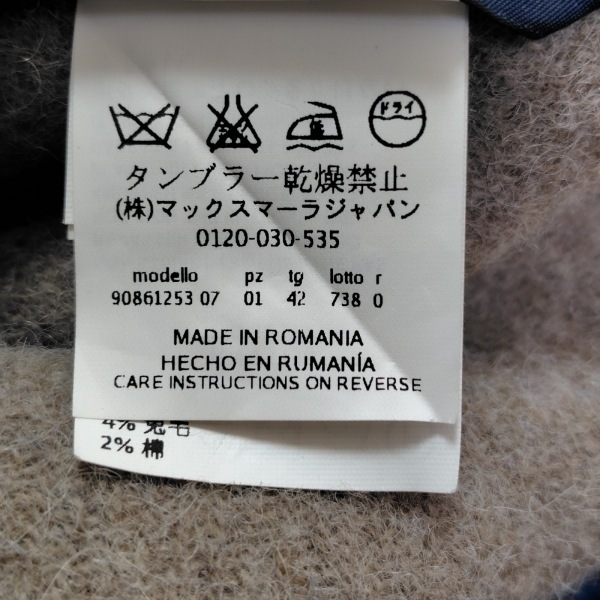 ドライ
タンブラー乾燥禁止
(株)マックスマーラジャパン
0120-030-535
modello pz tg lotto r
90861253 07 01 42 738 0
MADE IN ROMANIA
HECHO EN RUMANÍA
CARE INSTRUCTIONS ON REVERSE
4% 兎毛
2% 棉